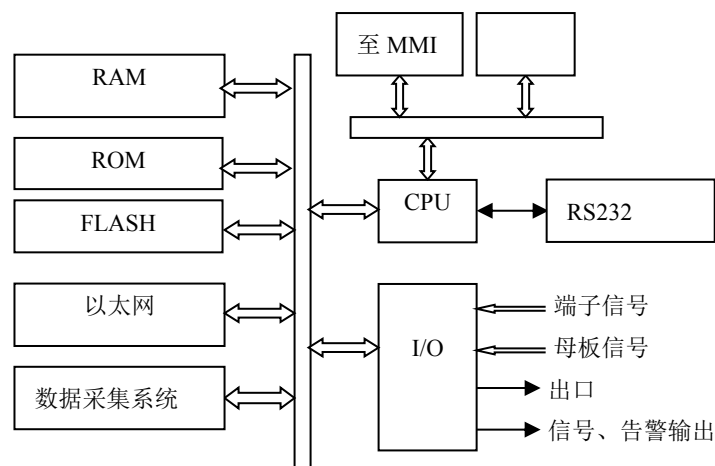 至 MMI
RAM
ROM
CPU
RS232
FLASH
以太网
端子信号
I/O
母板信号
数据采集系统
出口
信号、告警输出